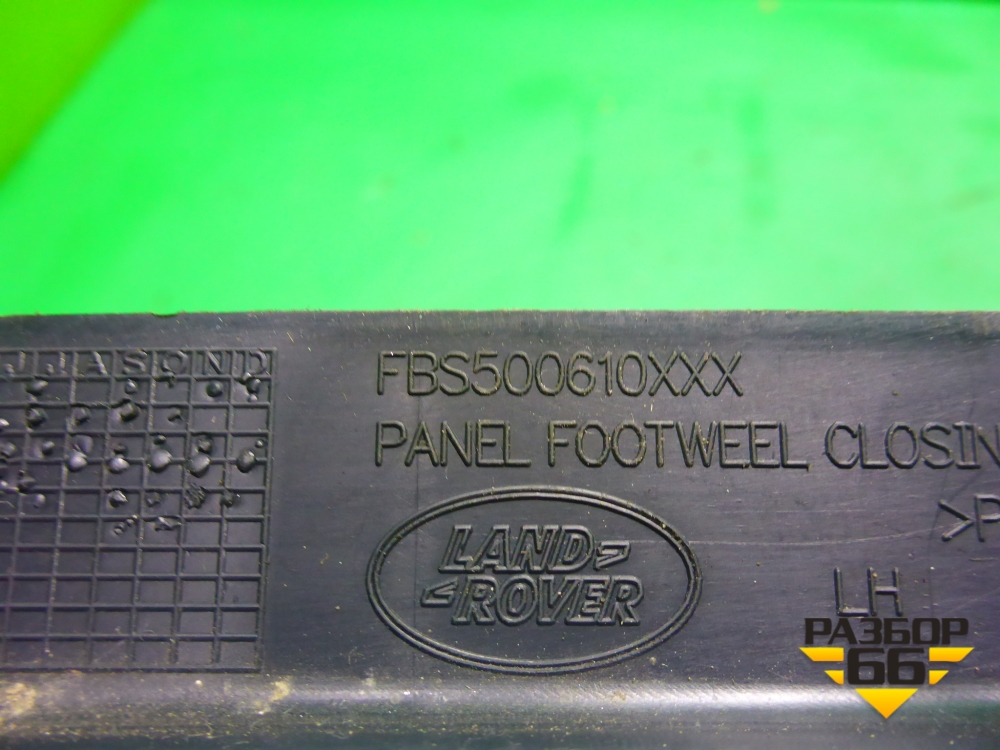 J J A S O N D
FBS500610XXX
PANEL FOOTWEEL CLOSIN
>P
LAND
ROVER
LH
РАЗБОР
66